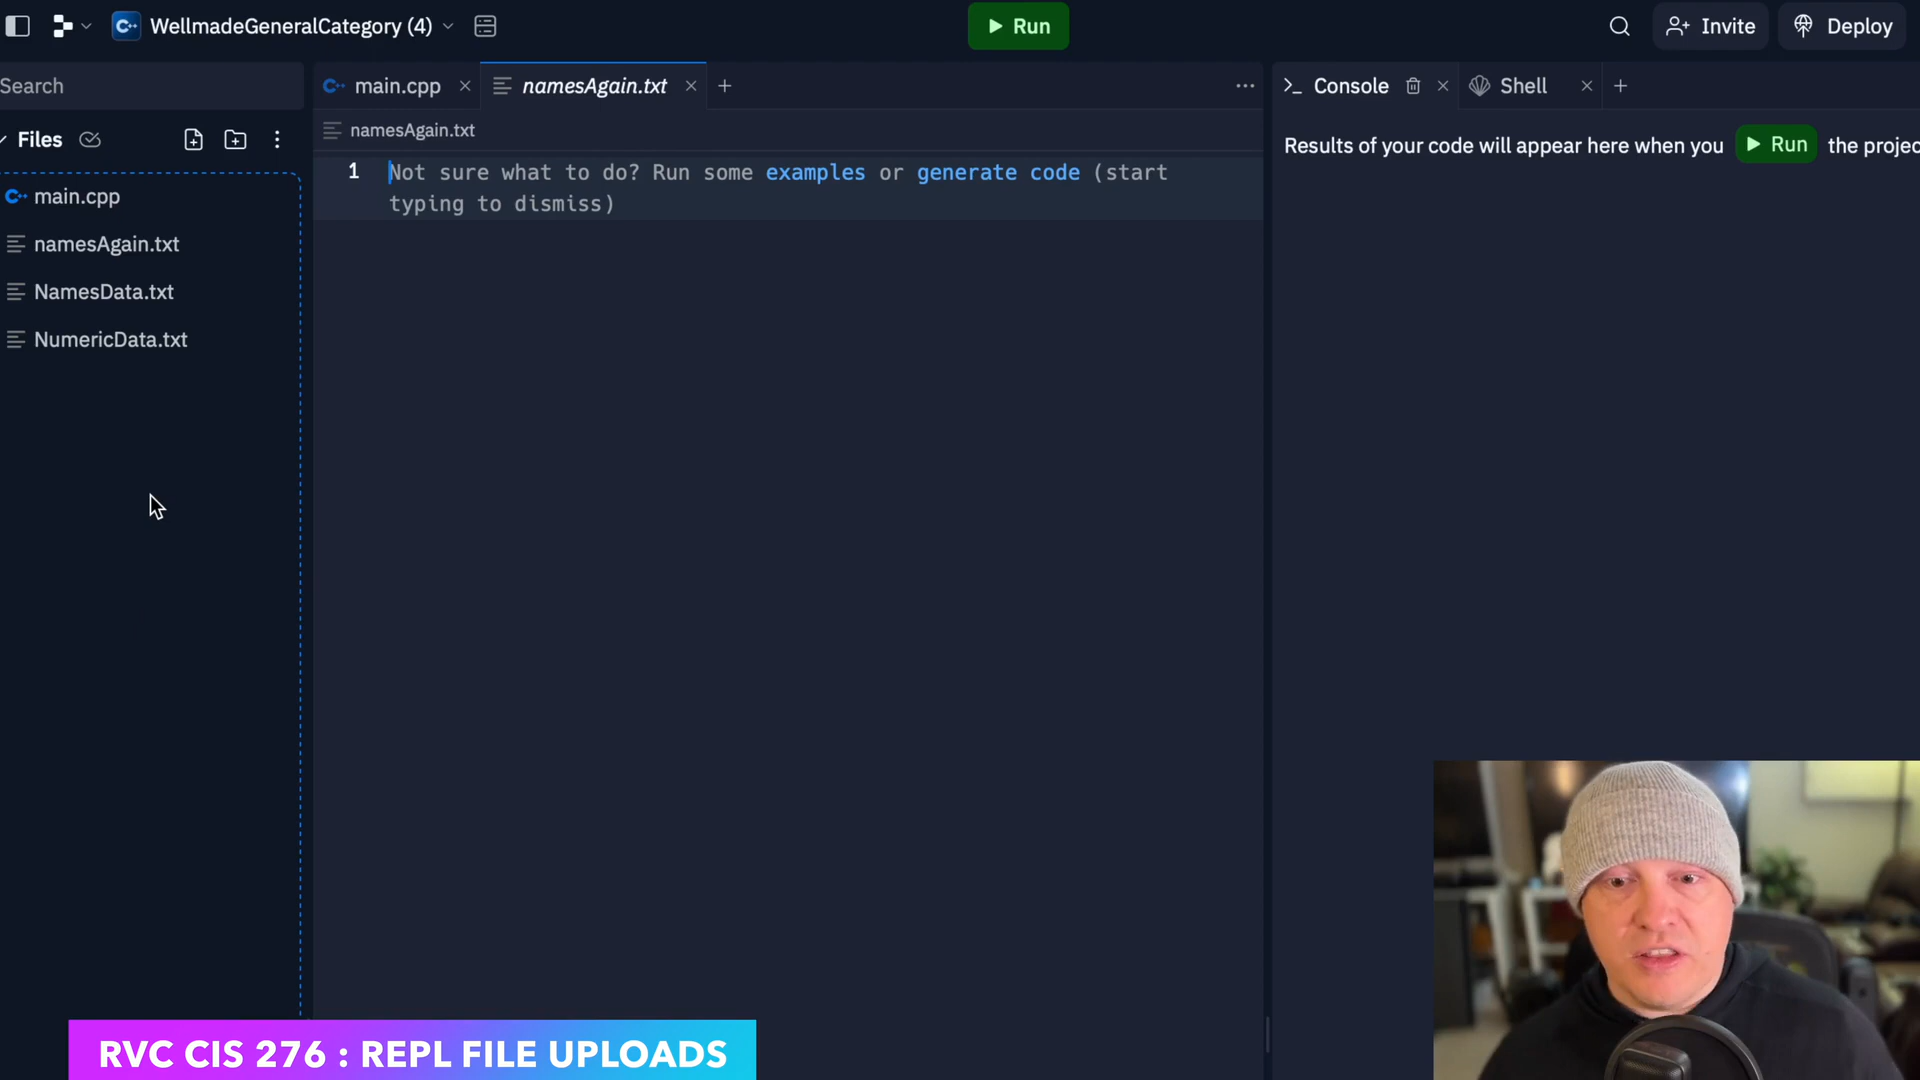 WellmadeGeneralCategory (4)
Run
Invite
Deploy
Search
main.cpp
namesAgain.txt
Console
Shell
Files
namesAgain.txt
Results of your code will appear here when you Run the projec
1 Not sure what to do? Run some examples or generate code (start
typing to dismiss)
main.cpp
namesAgain.txt
NamesData.txt
NumericData.txt
RVC CIS 276 : REPL FILE UPLOADS